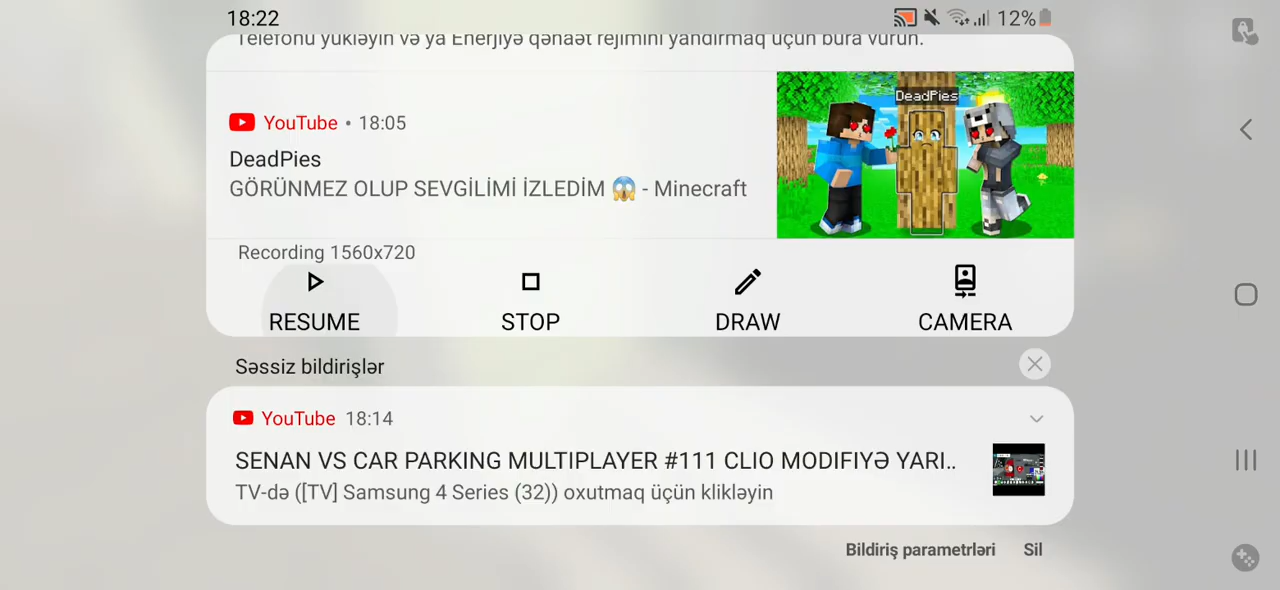 18:22
12%
Telefonu yükləyin və ya Enerjiyə qənaət rejimini yandırmaq üçün bura vurun.
YouTube • 18:05
DeadPies
GÖRÜNMEZ OLUP SEVGİLİMİ İZLEDİM 😱 - Minecraft
DeadPies
Recording 1560x720
RESUME STOP DRAW CAMERA
Səssiz bildirişlər
YouTube 18:14
SENAN VS CAR PARKING MULTIPLAYER #111 CLIO MODIFIYƏ YARI..
TV-də ([TV] Samsung 4 Series (32)) oxutmaq üçün klikləyin
Bildiriş parametrləri Sil